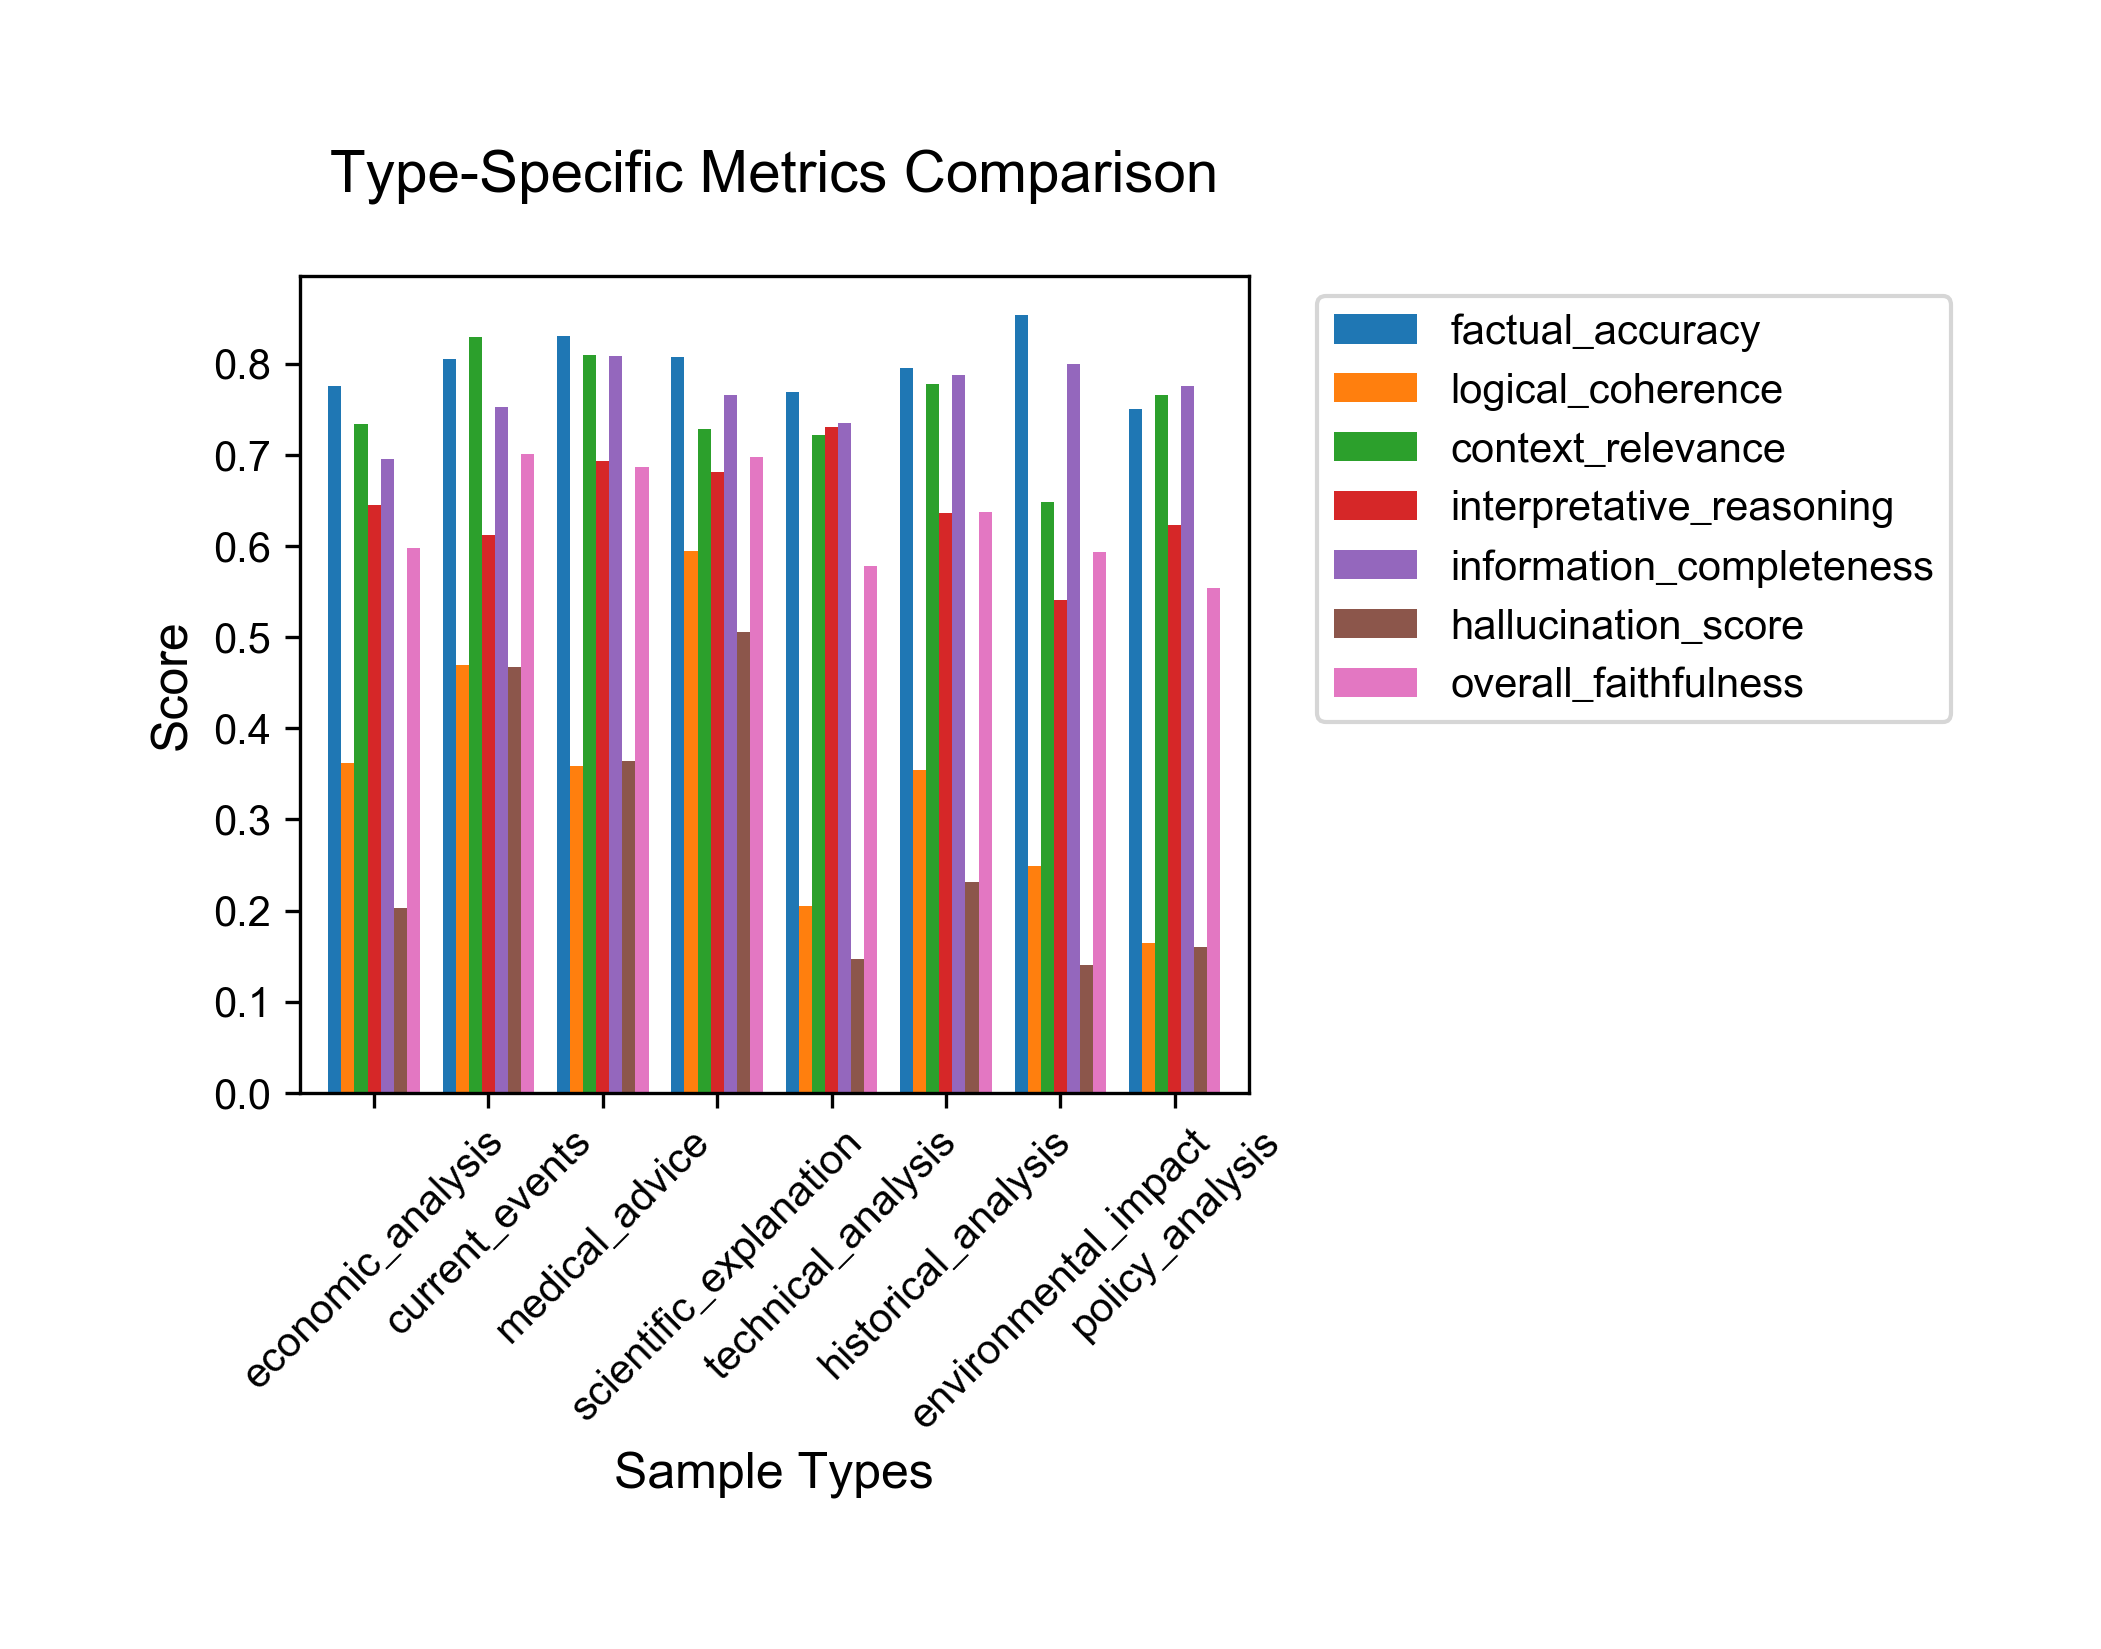 Type-Specific Metrics Comparison
Score
0.8
0.7
0.6
0.5
0.4
0.3
0.2
0.1
0.0
economic_analysis
current_events
medical_advice
scientific_explanation
technical_analysis
historical_analysis
environmental_impact
policy_analysis
Sample Types
factual_accuracy
logical_coherence
context_relevance
interpretative_reasoning
information_completeness
hallucination_score
overall_faithfulness